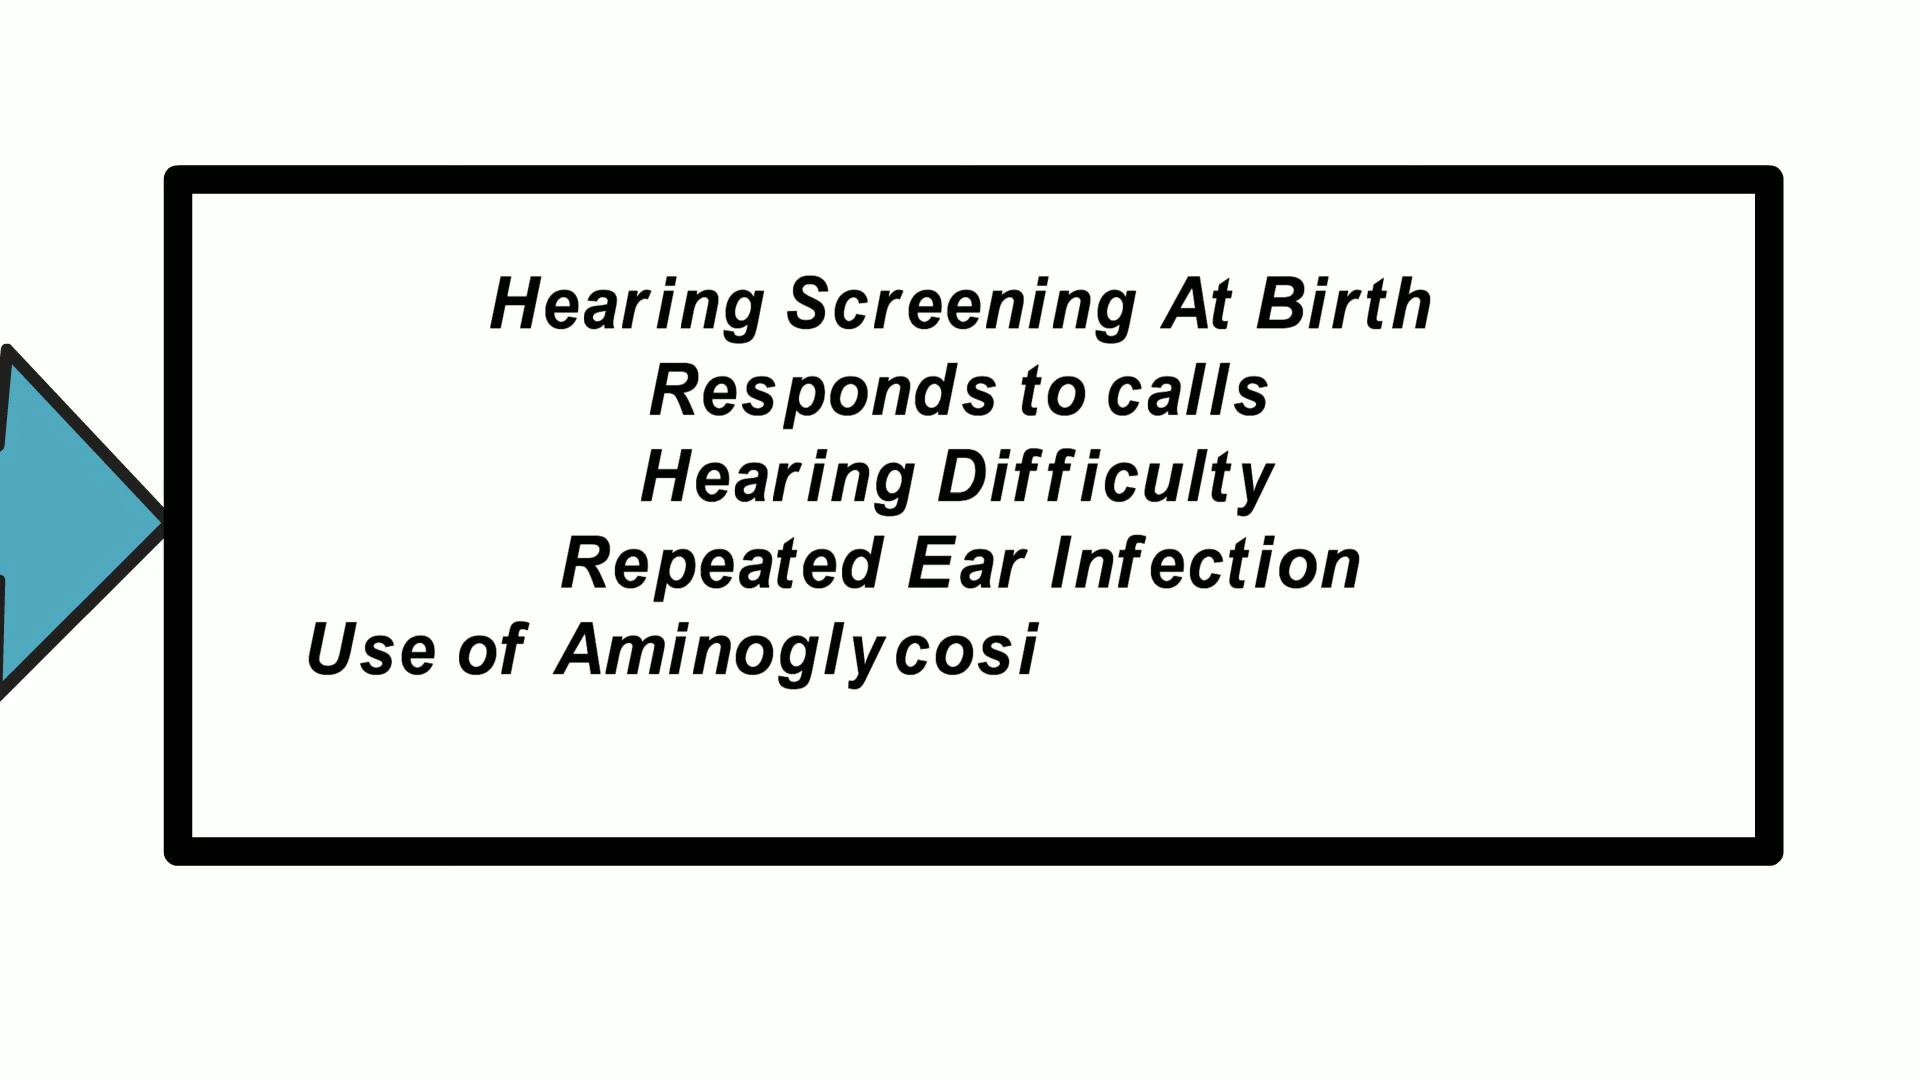 Hearing Screening At Birth
Responds to calls
Hearing Difficulty
Repeated Ear Infection
Use of Aminoglycosi